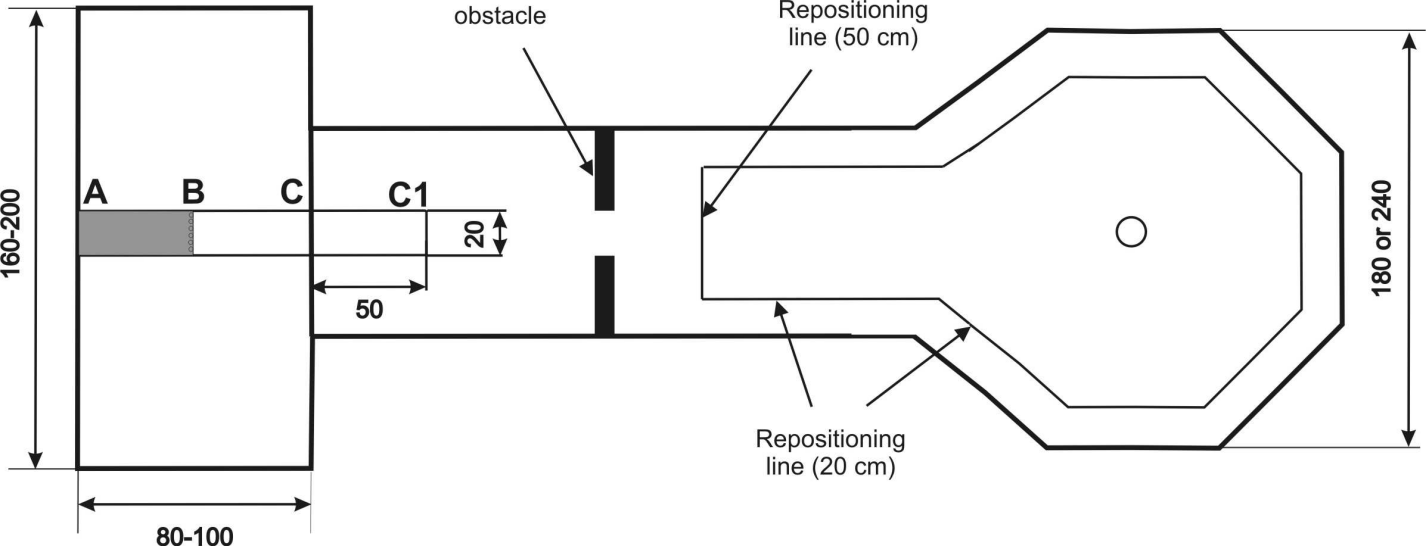 obstacle
Repositioning
line (50 cm)
A B C C1
160-200
20
180 or 240
50
Repositioning
line (20 cm)
80-100